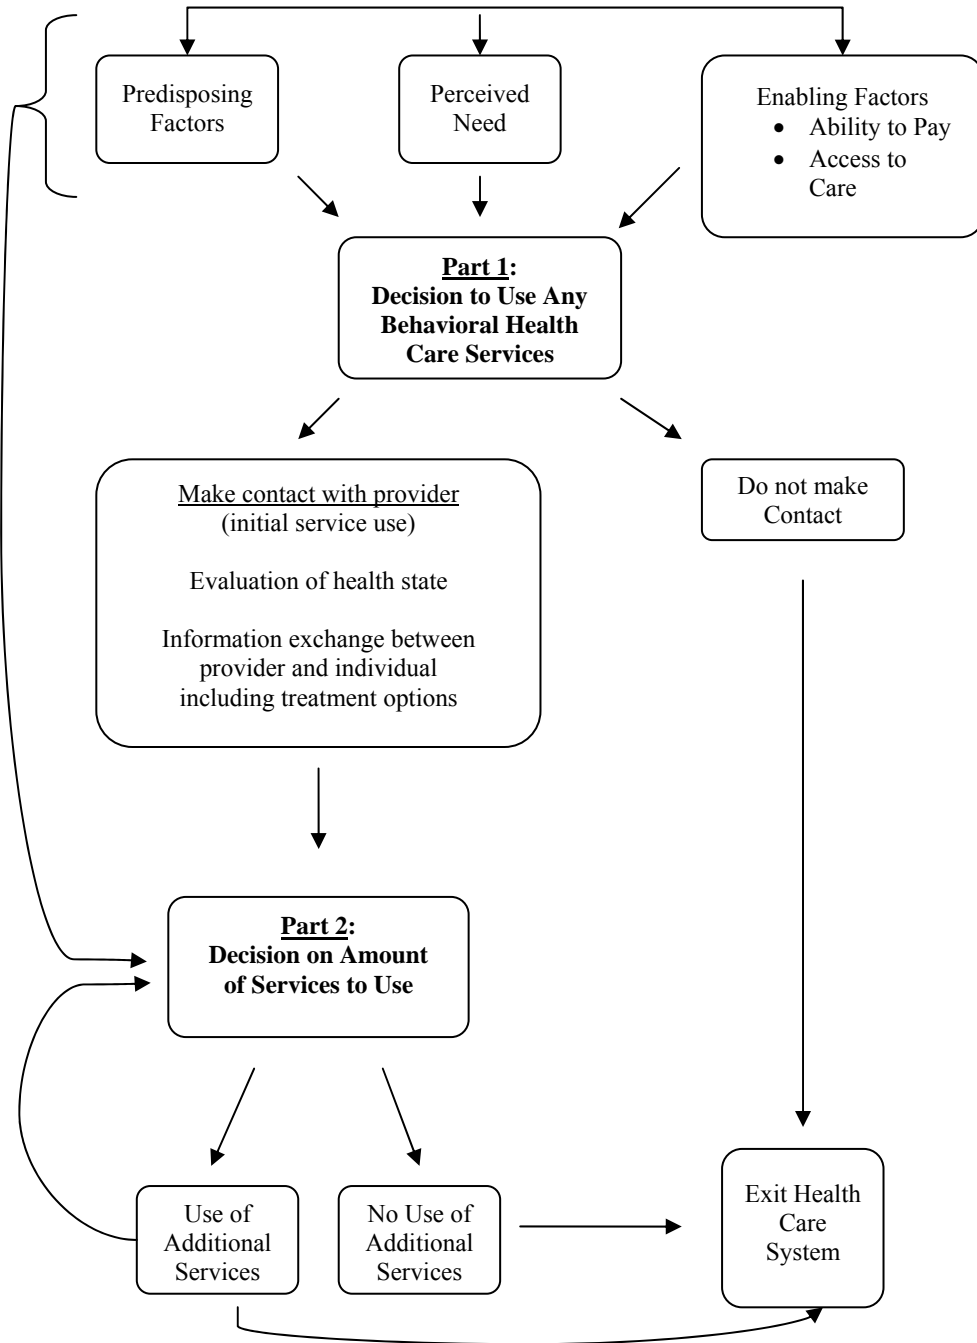 Predisposing
Factors
Perceived
Need
Enabling Factors
• Ability to Pay
• Access to
Care
Part 1:
Decision to Use Any
Behavioral Health
Care Services
Make contact with provider
(initial service use)
Evaluation of health state
Information exchange between
provider and individual
including treatment options
Do not make
Contact
Part 2:
Decision on Amount
of Services to Use
Use of
Additional
Services
No Use of
Additional
Services
Exit Health
Care
System